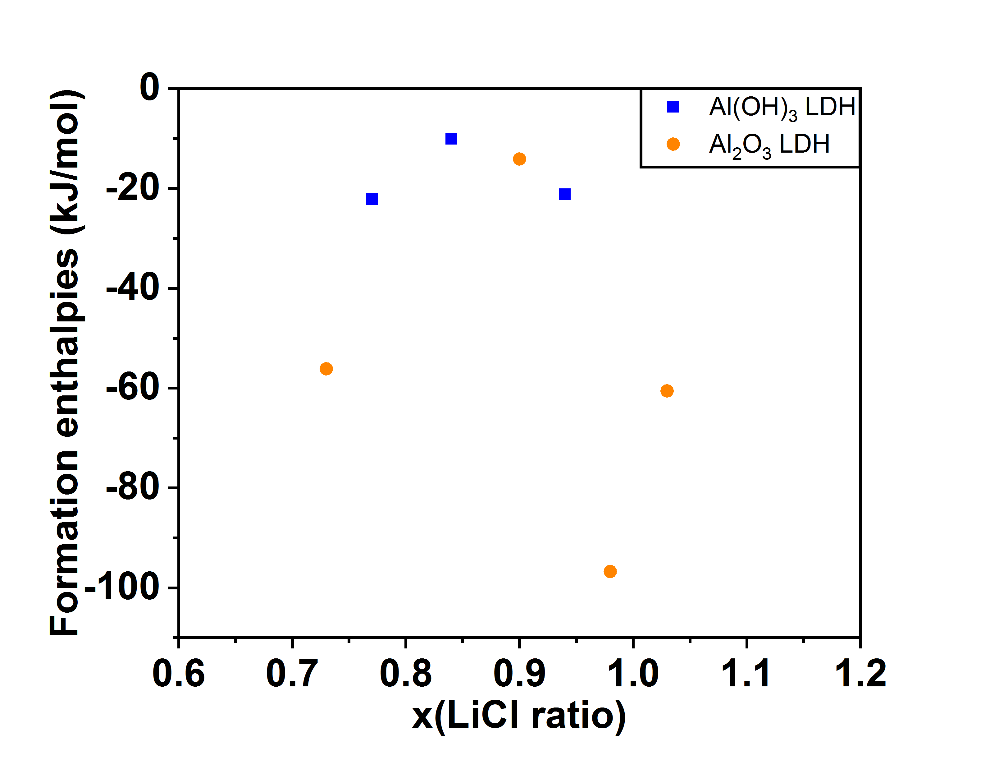 Formation enthalpies (kJ/mol)
0
-20
-40
-60
-80
-100
Al(OH)₃ LDH
Al₂O₃ LDH
0.6 0.7 0.8 0.9 1.0 1.1 1.2
x(LiCl ratio)